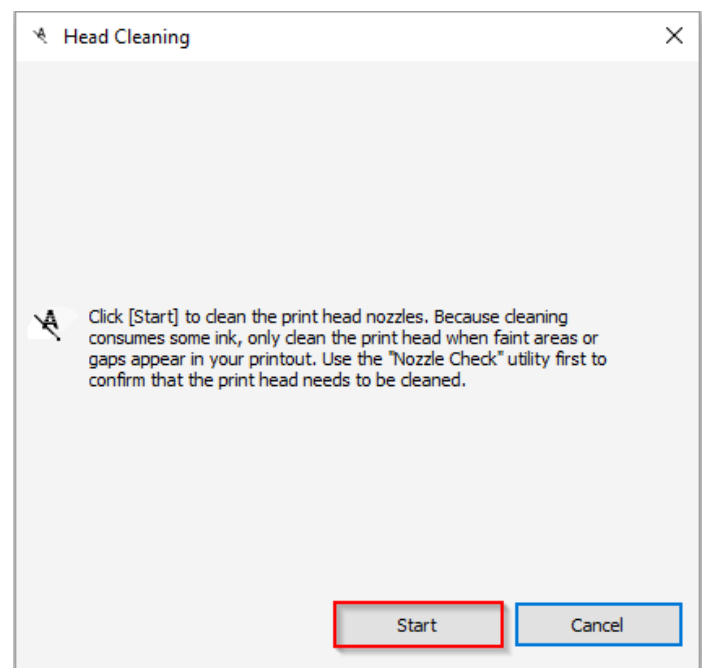 Head Cleaning
Click [Start] to clean the print head nozzles. Because cleaning
consumes some ink, only clean the print head when faint areas or
gaps appear in your printout. Use the "Nozzle Check" utility first to
confirm that the print head needs to be cleaned.
Start Cancel